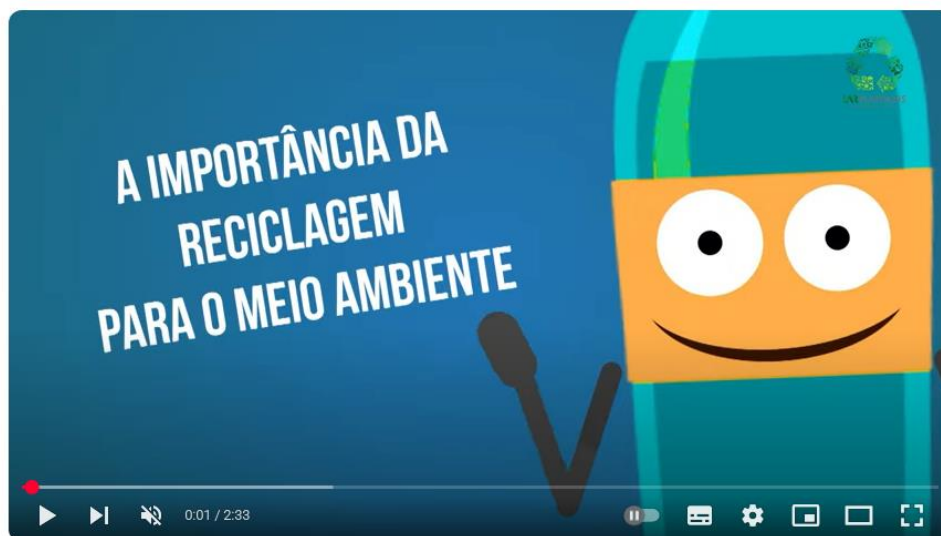 A IMPORTÂNCIA DA
RECICLAGEM
PARA O MEIO AMBIENTE
0:01 / 2:33